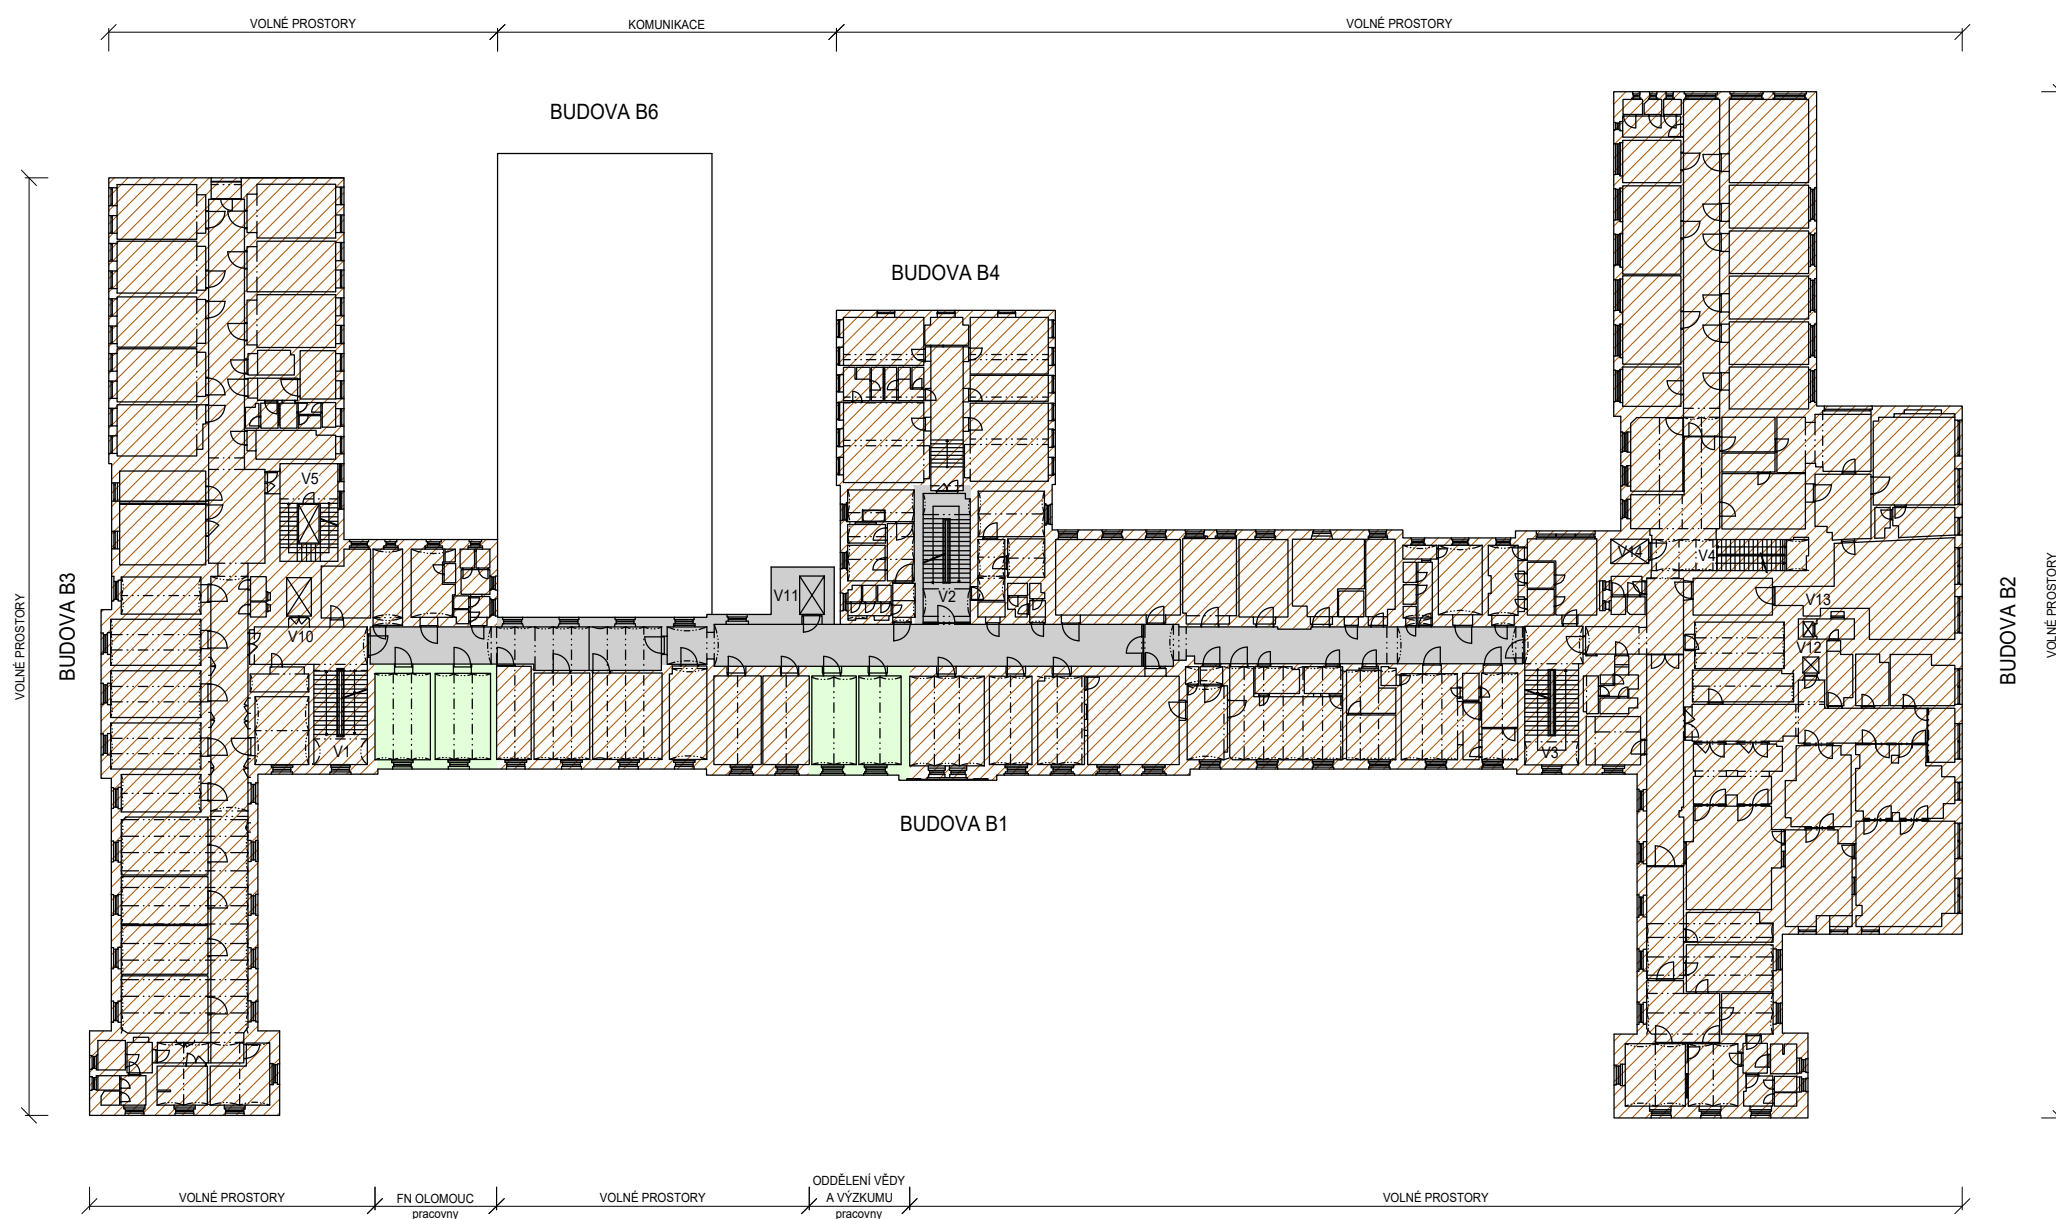 VOLNÉ PROSTORY
KOMUNIKACE
VOLNÉ PROSTORY
BUDOVA B6
BUDOVA B4
V5
V14
V4
V11
V2
V13
V10
V12
V1
V3
BUDOVA B3
VOLNÉ PROSTORY
BUDOVA B2
VOLNÉ PROSTORY
BUDOVA B1
VOLNÉ PROSTORY
FN OLOMOUC
pracovny
VOLNÉ PROSTORY
ODDĚLENÍ VĚDY
A VÝZKUMU
pracovny
VOLNÉ PROSTORY